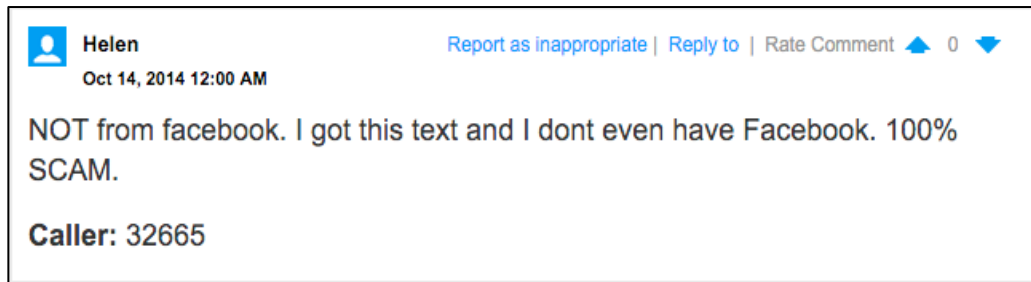 Helen
Report as inappropriate | Reply to | Rate Comment 0
Oct 14, 2014 12:00 AM
NOT from facebook. I got this text and I dont even have Facebook. 100%
SCAM.
Caller: 32665